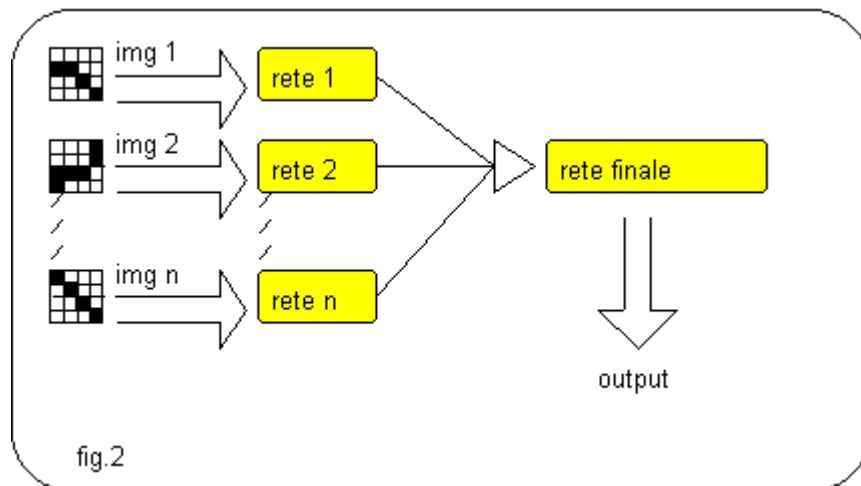 img 1
rete 1
img 2
rete 2
rete finale
img n
rete n
output
fig.2